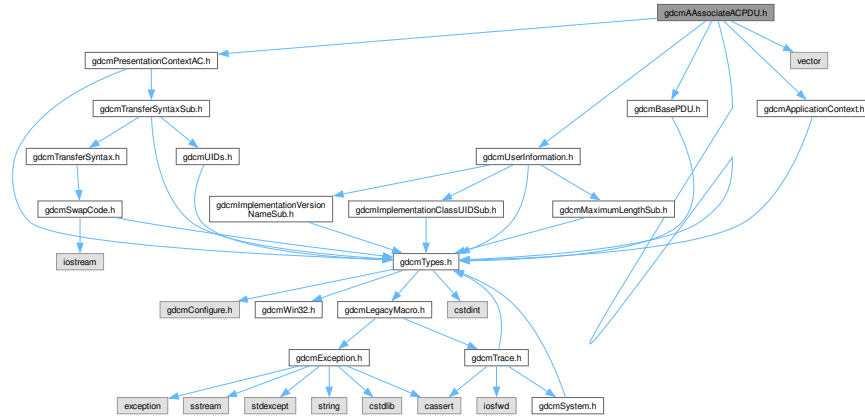 gdcmAAssociateACPDU.h
gdcmPresentationContextAC.h
vector
gdcmTransferSyntaxSub.h
gdcmBasePDU.h
gdcmApplicationContext.h
gdcmTransferSyntax.h
gdcmUIDs.h
gdcmUserInformation.h
gdcmSwapCode.h
gdcmImplementationVersion
NameSub.h
gdcmImplementationClassUIDSub.h
gdcmMaximumLengthSub.h
iostream
gdcmTypes.h
gdcmConfigure.h
gdcmWin32.h
gdcmLegacyMacro.h
cstdint
gdcmException.h
gdcmTrace.h
exception
sstream
stdexcept
string
cstdlib
cassert
iosfwd
gdcmSystem.h